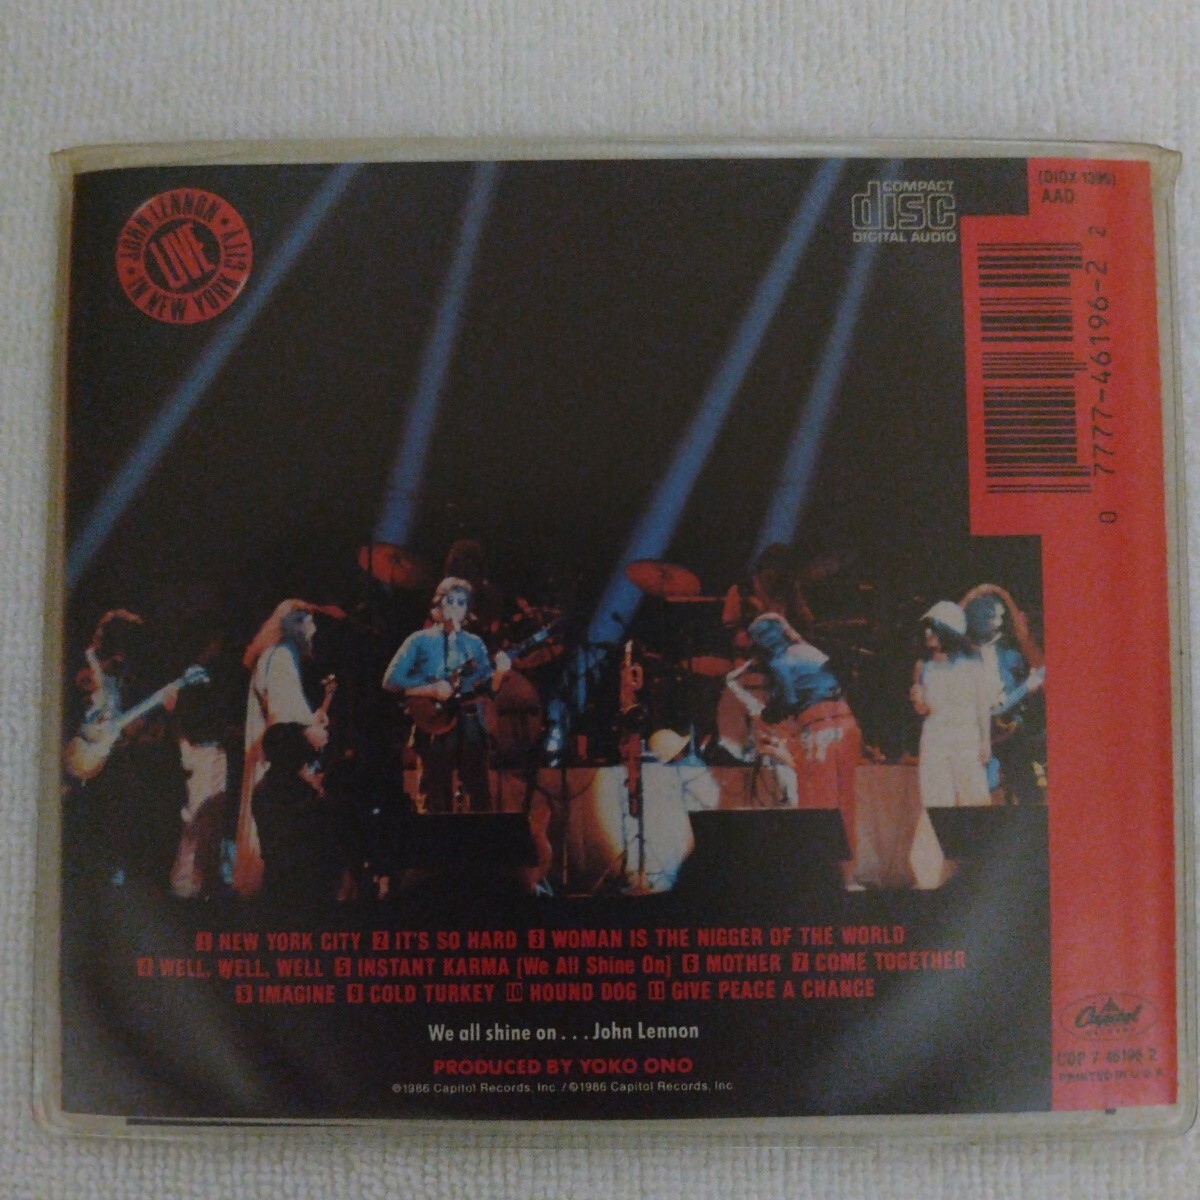 JOHN LENNON
LIVE
IN NEW YORK CITY
COMPACT
disc
DIGITAL AUDIO
(DIDX 1396)
AAD
0 7777-46196-2 2
1 NEW YORK CITY 2 IT'S SO HARD 3 WOMAN IS THE NIGGER OF THE WORLD
4 WELL, WELL, WELL 5 INSTANT KARMA (We All Shine On) 6 MOTHER 7 COME TOGETHER
8 IMAGINE 9 COLD TURKEY 10 HOUND DOG 11 GIVE PEACE A CHANCE
We all shine on . . . John Lennon
PRODUCED BY YOKO ONO
℗1986 Capitol Records, Inc. / ©1986 Capitol Records, Inc.
Capitol
CDP 7 46196 2
PRINTED IN U.S.A.